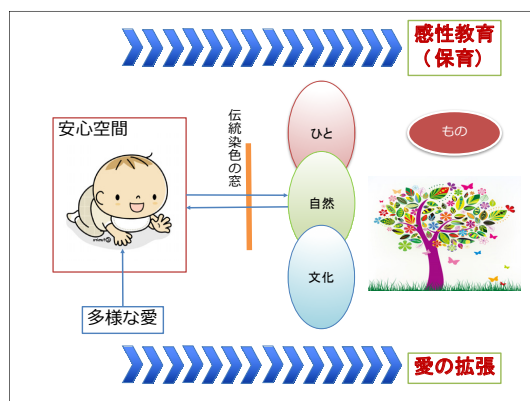 感性教育
（保育）
安心空間
伝統染色の窓
ひと
もの
自然
文化
多様な愛
愛の拡張